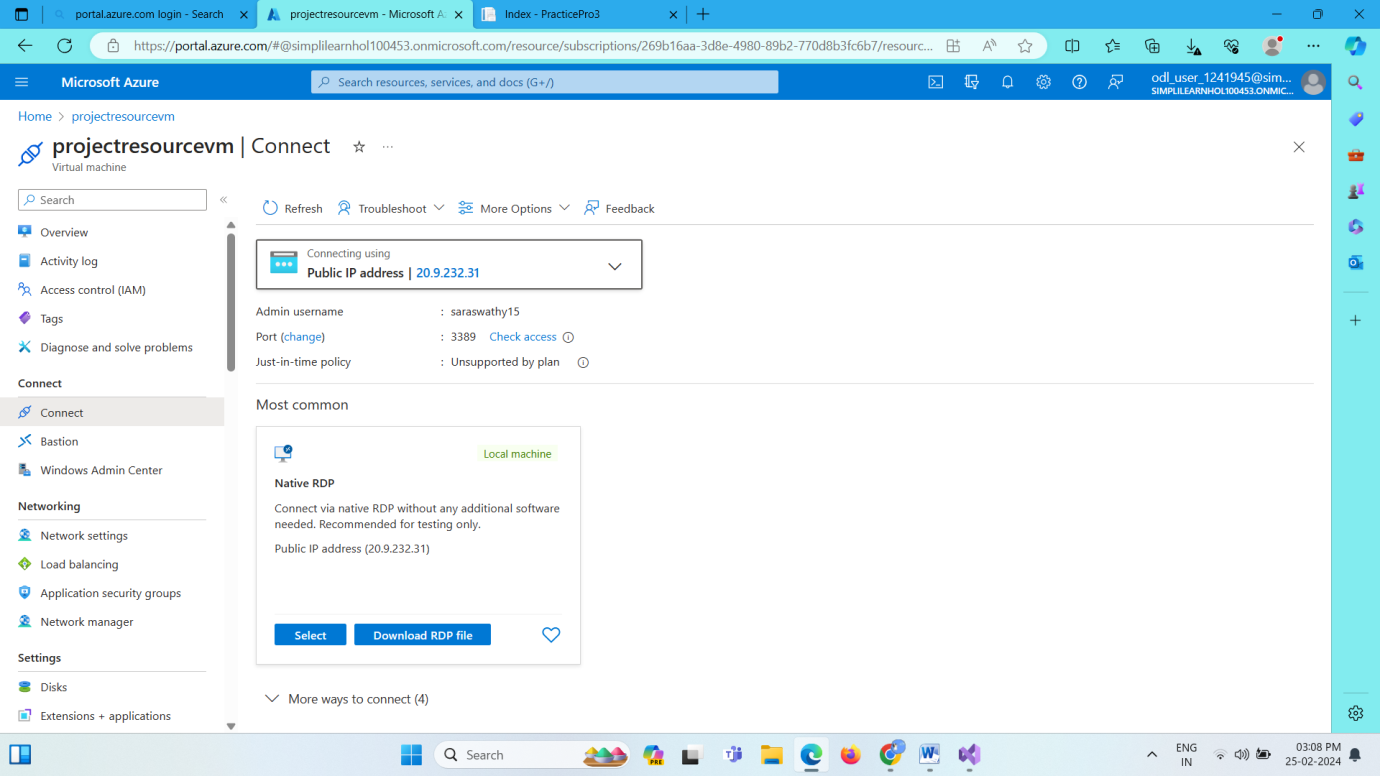 portal.azure.com login - Search
projectresourcevm - Microsoft A
Index - PracticePro3
https://portal.azure.com/#@simplilearnhol100453.onmicrosoft.com/resource/subscriptions/269b16aa-3d8e-4980-89b2-770d8b3fc6b7/resourc...
Microsoft Azure
Search resources, services, and docs (G+/)
odl_user_1241945@sim...
SIMPLILEARNHOL100453.ONMIC...
Home > projectresourcevm
projectresourcevm | Connect
Virtual machine
Search
Refresh
Troubleshoot
More Options
Feedback
Overview
Activity log
Access control (IAM)
Tags
Diagnose and solve problems
Connect
Connect
Bastion
Windows Admin Center
Networking
Network settings
Load balancing
Application security groups
Network manager
Settings
Disks
Extensions + applications
Connecting using
Public IP address | 20.9.232.31
Admin username : saraswathy15
Port (change) : 3389 Check access
Just-in-time policy : Unsupported by plan
Most common
Local machine
Native RDP
Connect via native RDP without any additional software
needed. Recommended for testing only.
Public IP address (20.9.232.31)
Select
Download RDP file
More ways to connect (4)
Search
PRE
ENG
IN
03:08 PM
25-02-2024